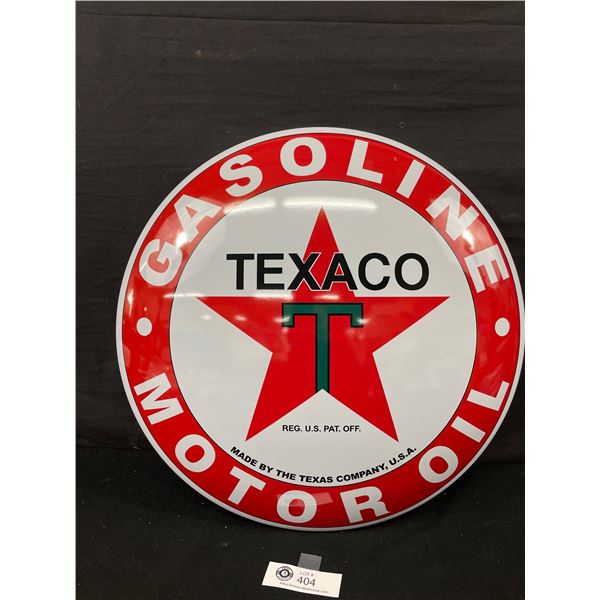 GASOLINE
TEXACO
T
REG. U.S. PAT. OFF.
MADE BY THE TEXAS COMPANY, U.S.A.
MOTOR OIL
LOT #
404